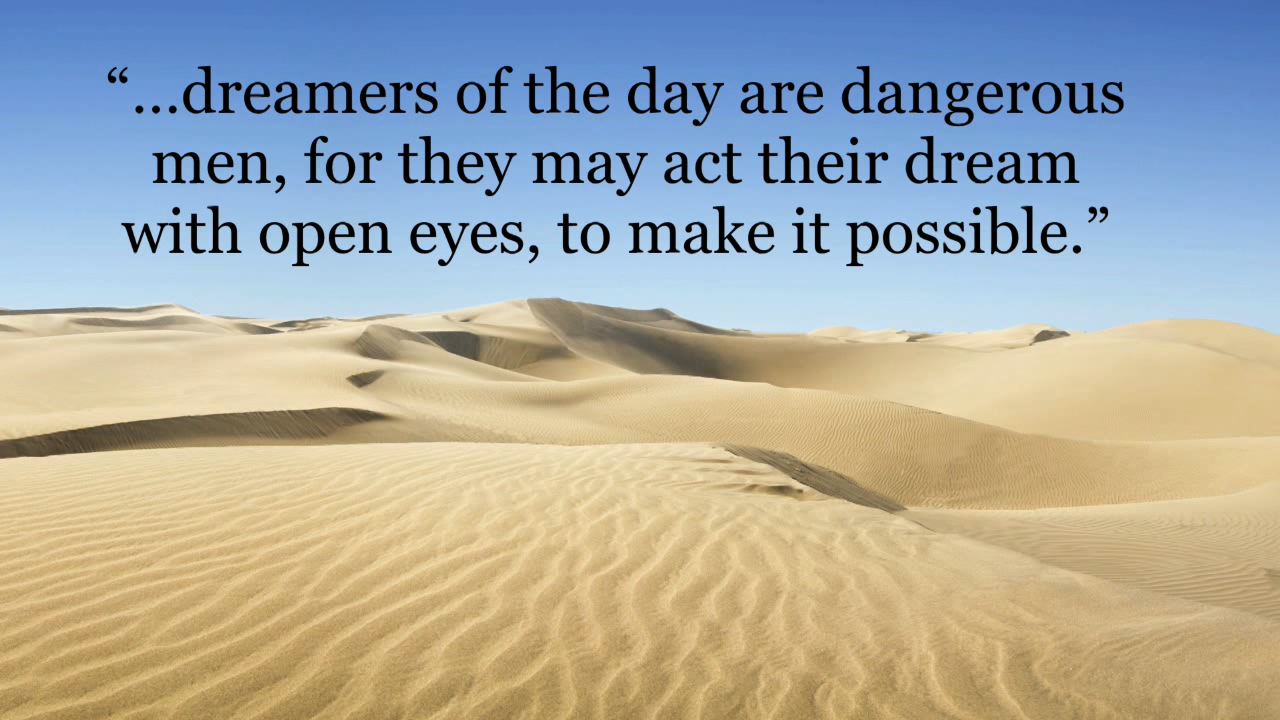 “…dreamers of the day are dangerous
men, for they may act their dream
with open eyes, to make it possible.”